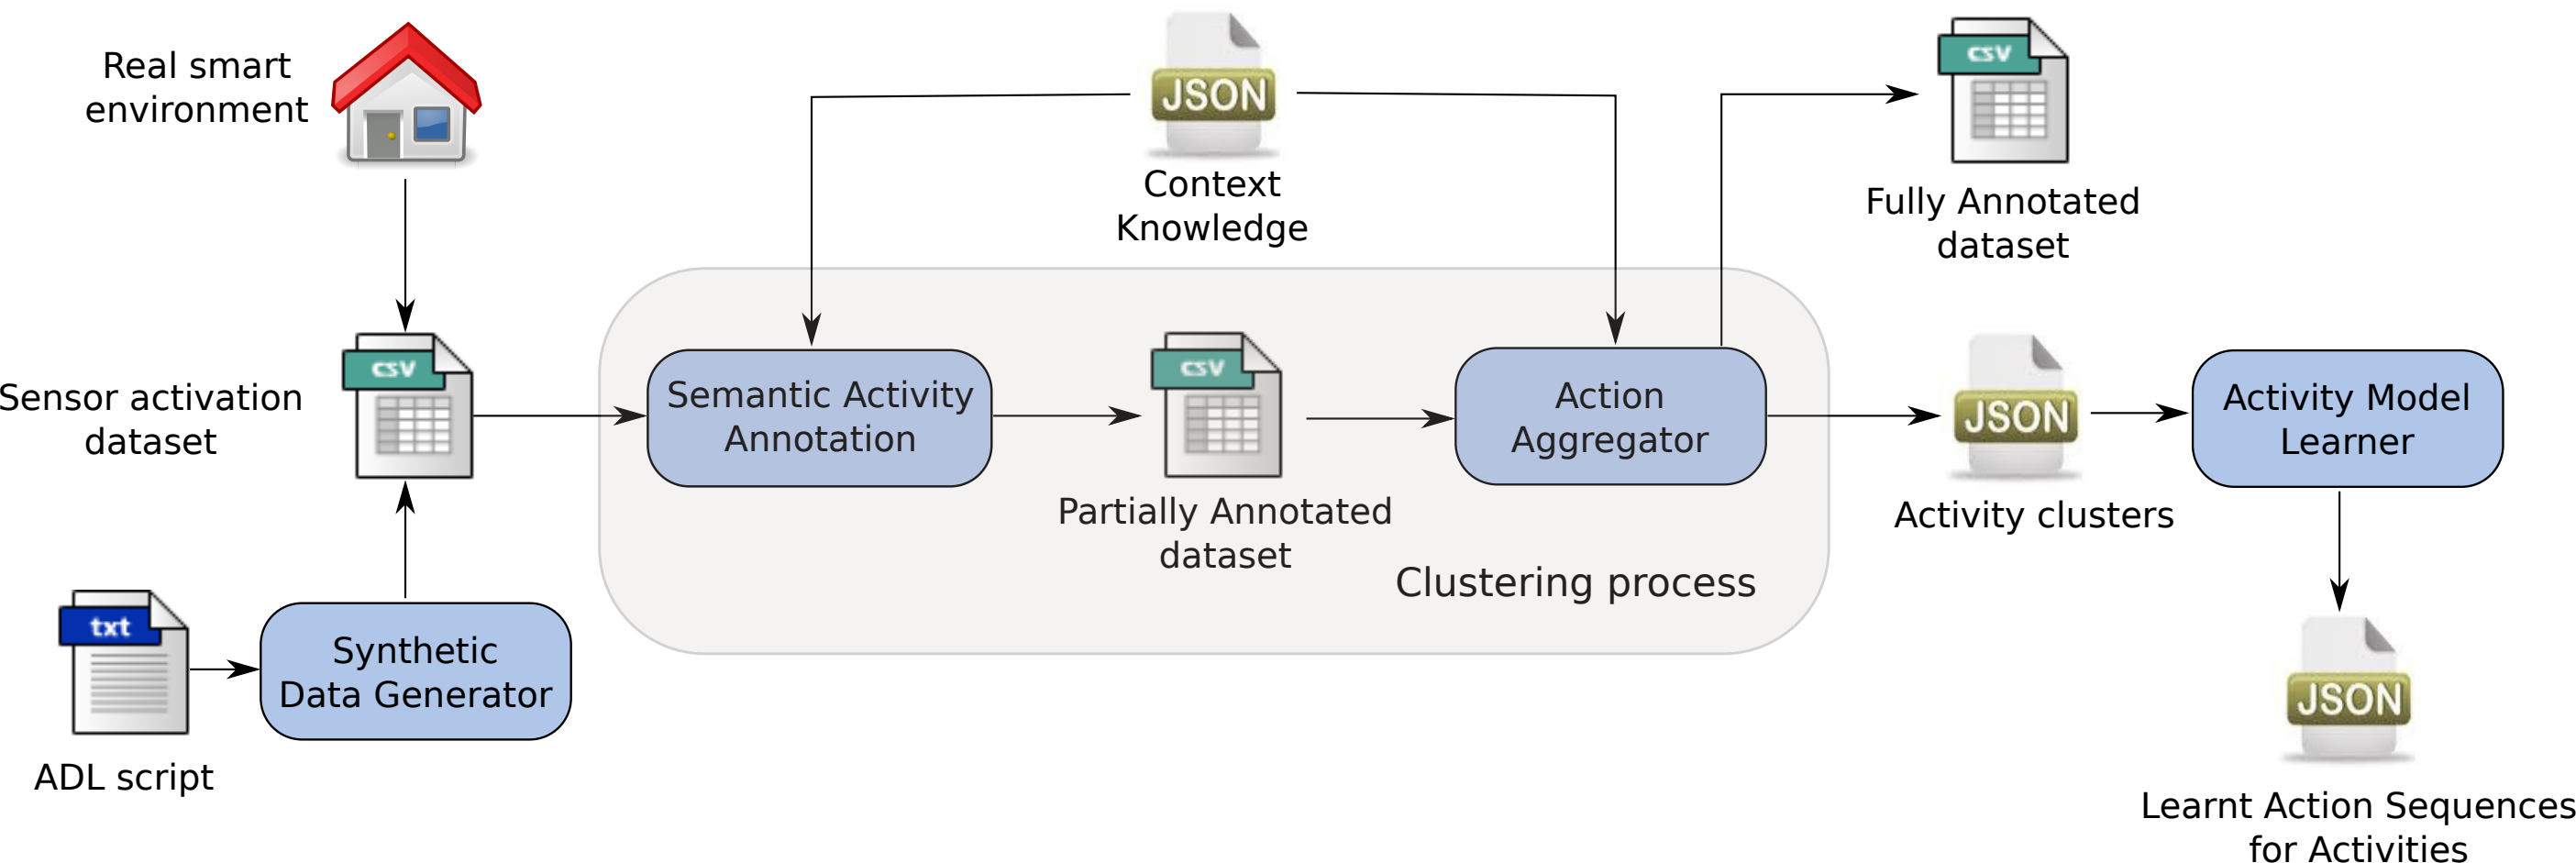 Real smart
environment
JSON
Context
Knowledge
csv
Fully Annotated
dataset
Sensor activation
dataset
csv
Semantic Activity
Annotation
csv
Partially Annotated
dataset
Action
Aggregator
Clustering process
JSON
Activity clusters
Activity Model
Learner
txt
ADL script
Synthetic
Data Generator
JSON
Learnt Action Sequences
for Activities